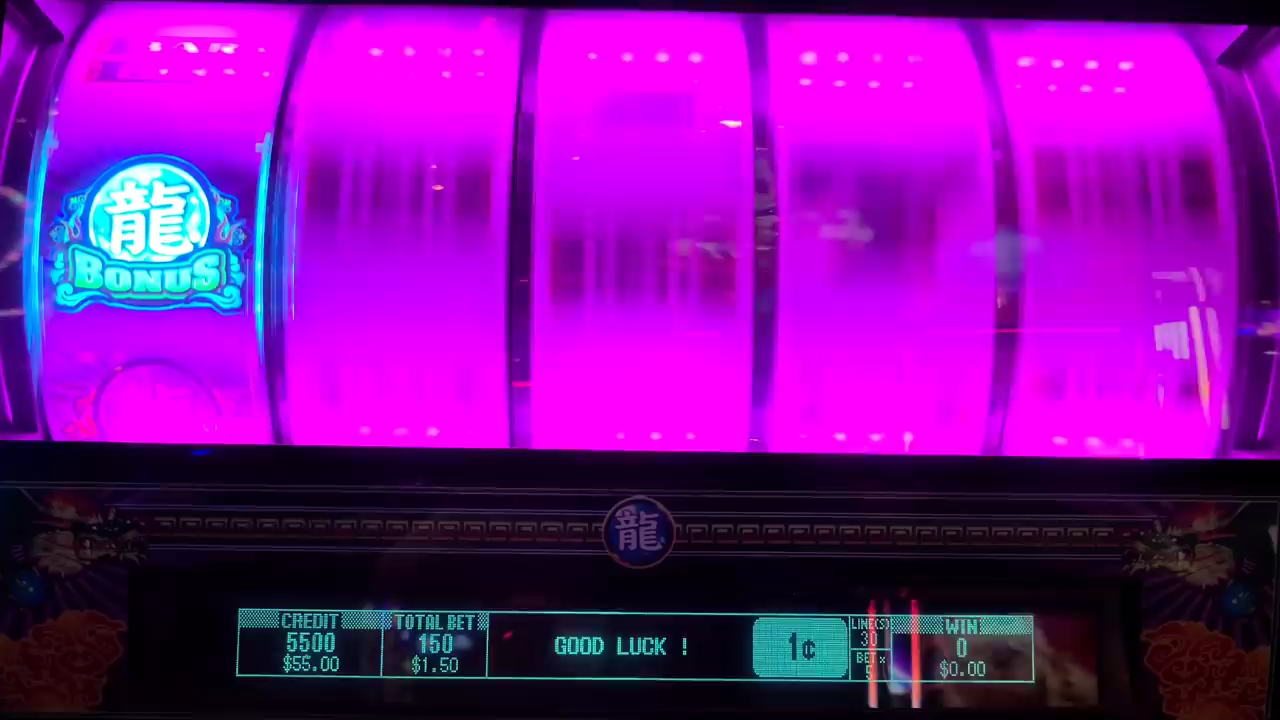 龍
BONUS
龍
CREDIT
5500
$55.00
TOTAL BET
150
$1.50
GOOD LUCK !
1¢
LINE(S)
30
BET x
5
WIN
0
$0.00